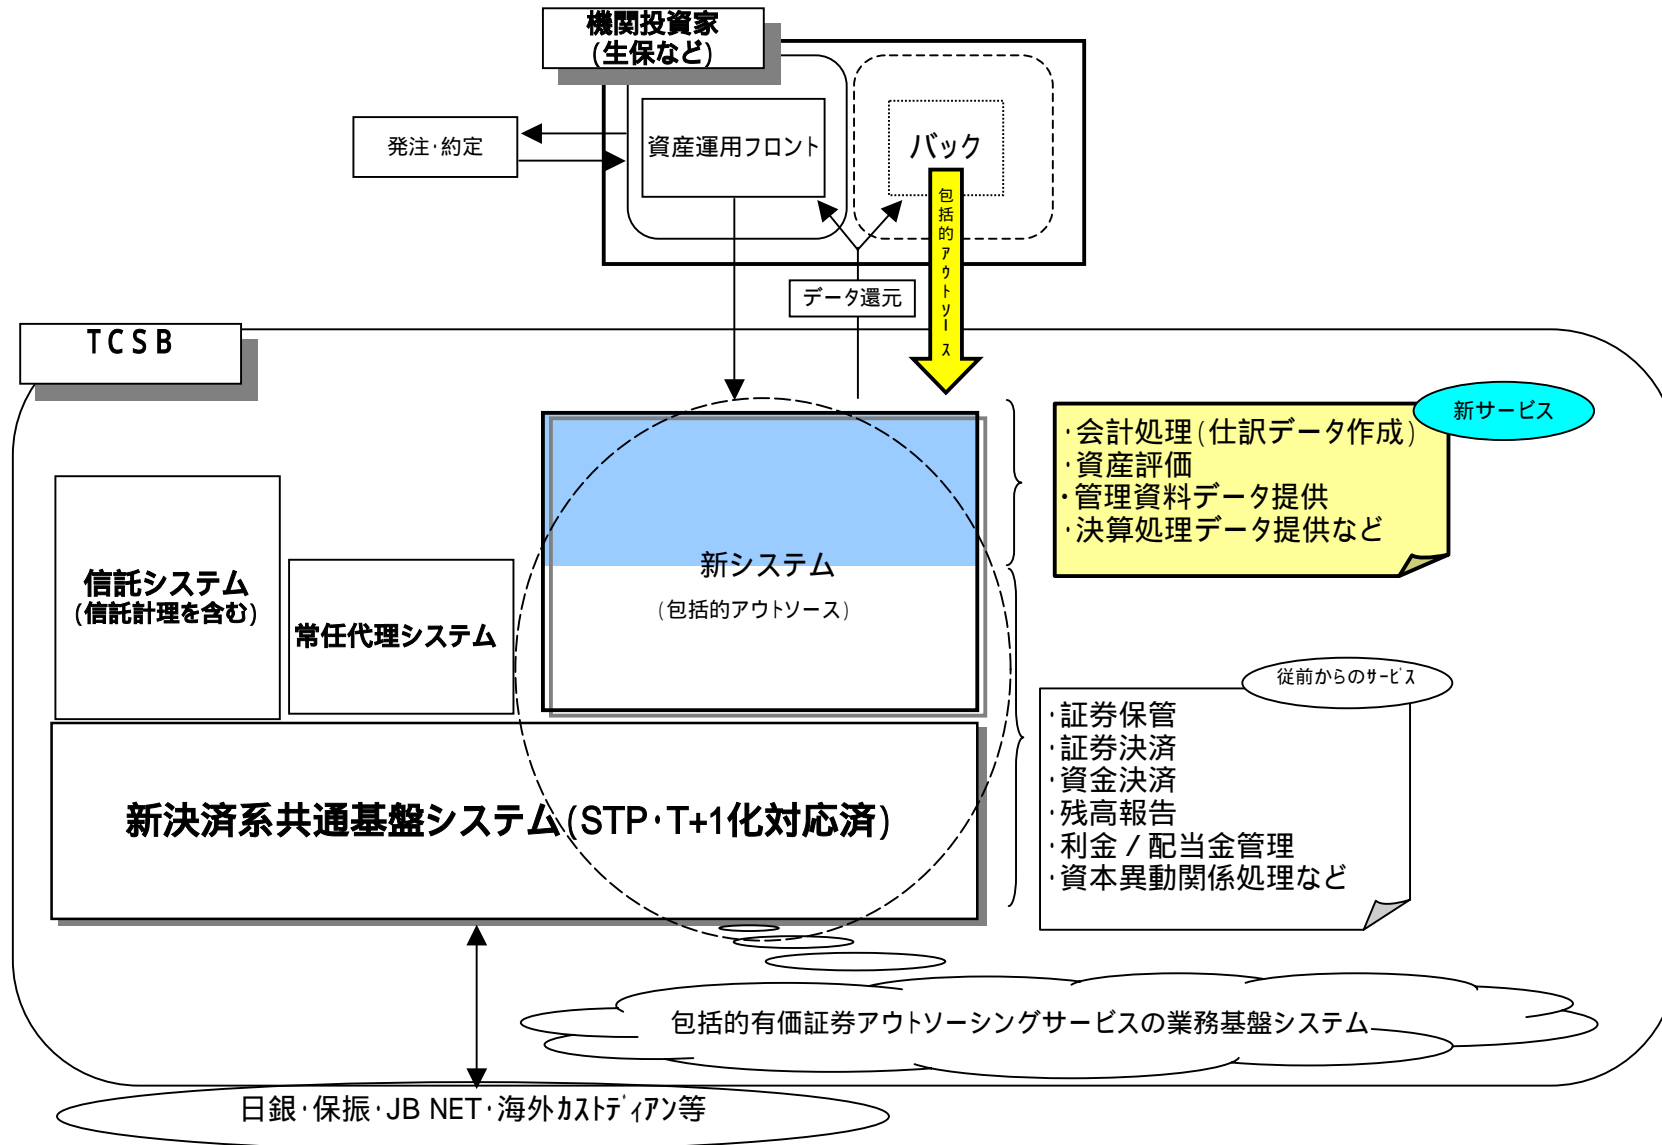 機関投資家
(生保など)
発注・約定
資産運用フロント
バック
包括的アウトソース
データ還元
TCSB
新サービス
・会計処理(仕訳データ作成)
・資産評価
・管理資料データ提供
・決算処理データ提供など
新システム
(包括的アウトソース)
信託システム
(信託計理を含む)
常任代理システム
従前からのサービス
・証券保管
・証券決済
・資金決済
・残高報告
・利金/配当金管理
・資本異動関係処理など
新決済系共通基盤システム(STP・T+1化対応済)
包括的有価証券アウトソーシングサービスの業務基盤システム
日銀・保振・JB NET・海外カストディアン等